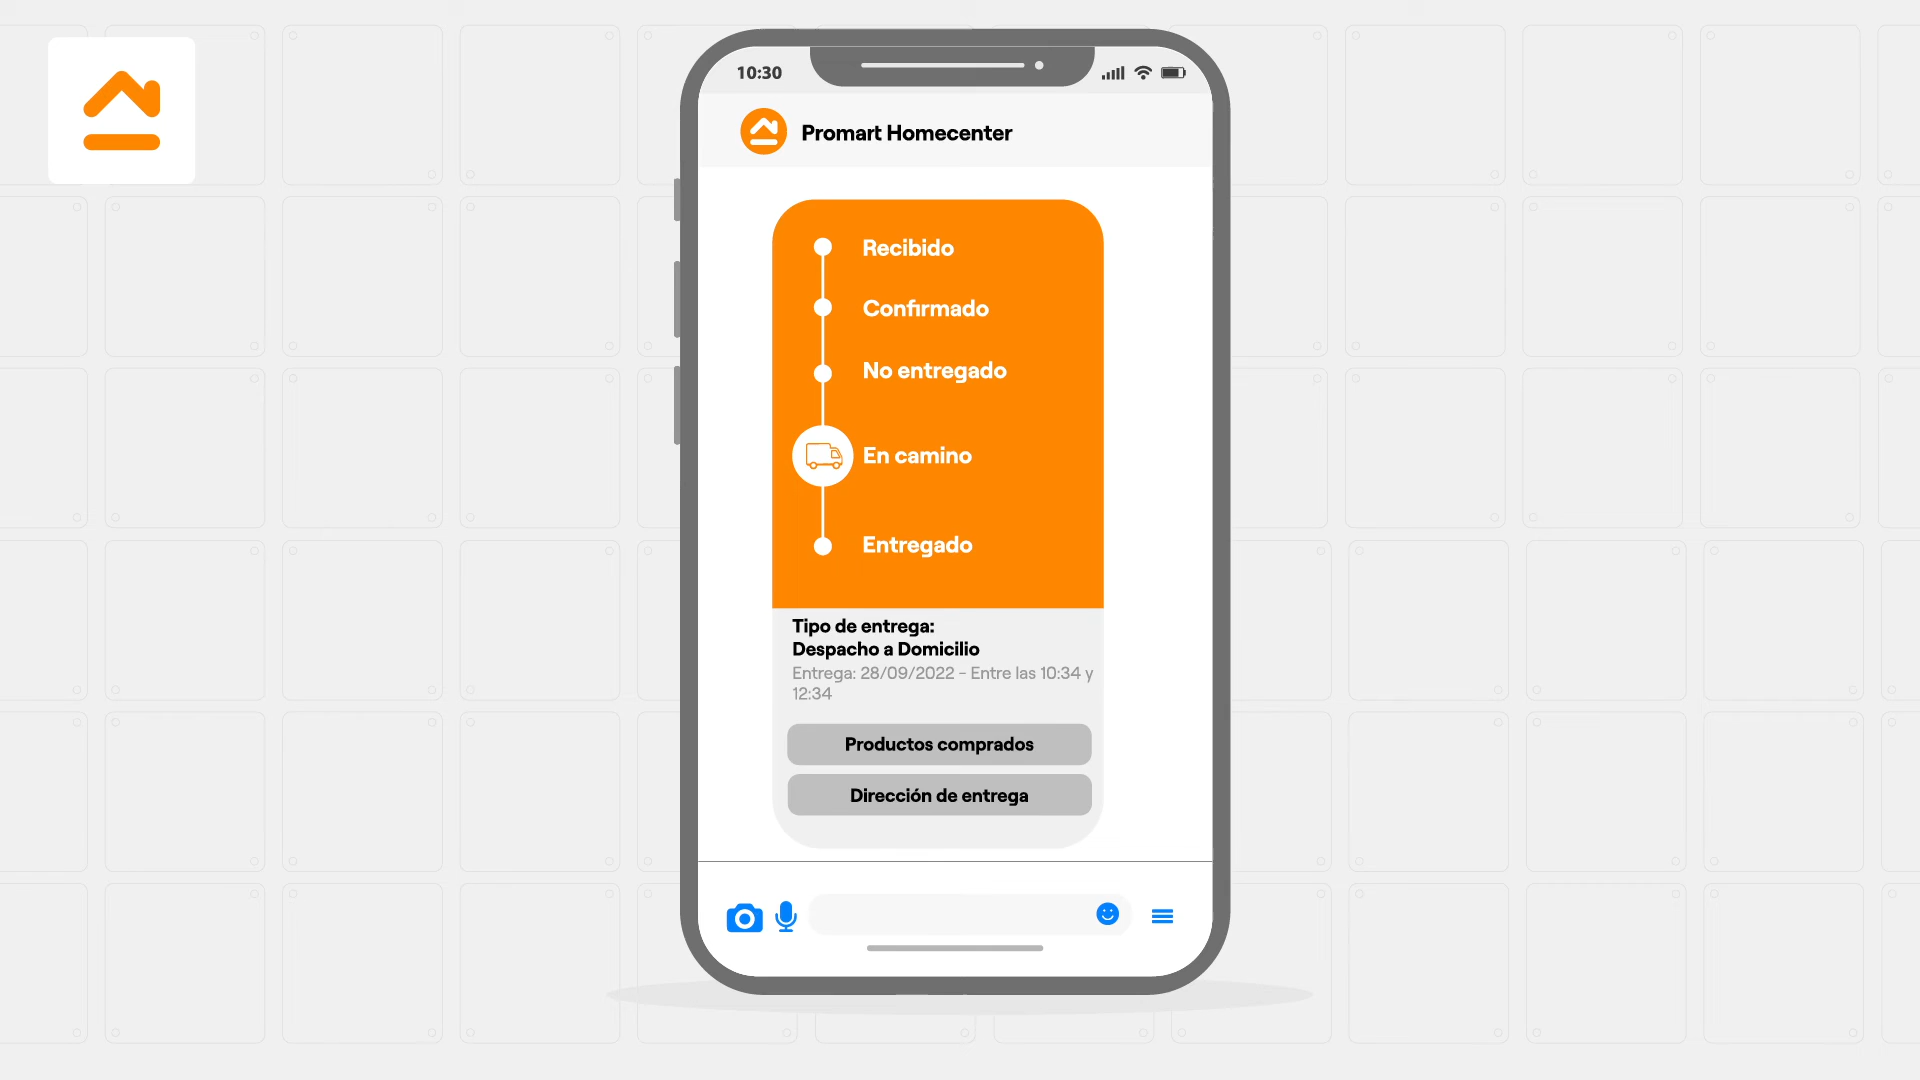 10:30
Promart Homecenter
Recibido
Confirmado
No entregado
En camino
Entregado
Tipo de entrega:
Despacho a Domicilio
Entrega: 28/09/2022 - Entre las 10:34 y
12:34
Productos comprados
Dirección de entrega